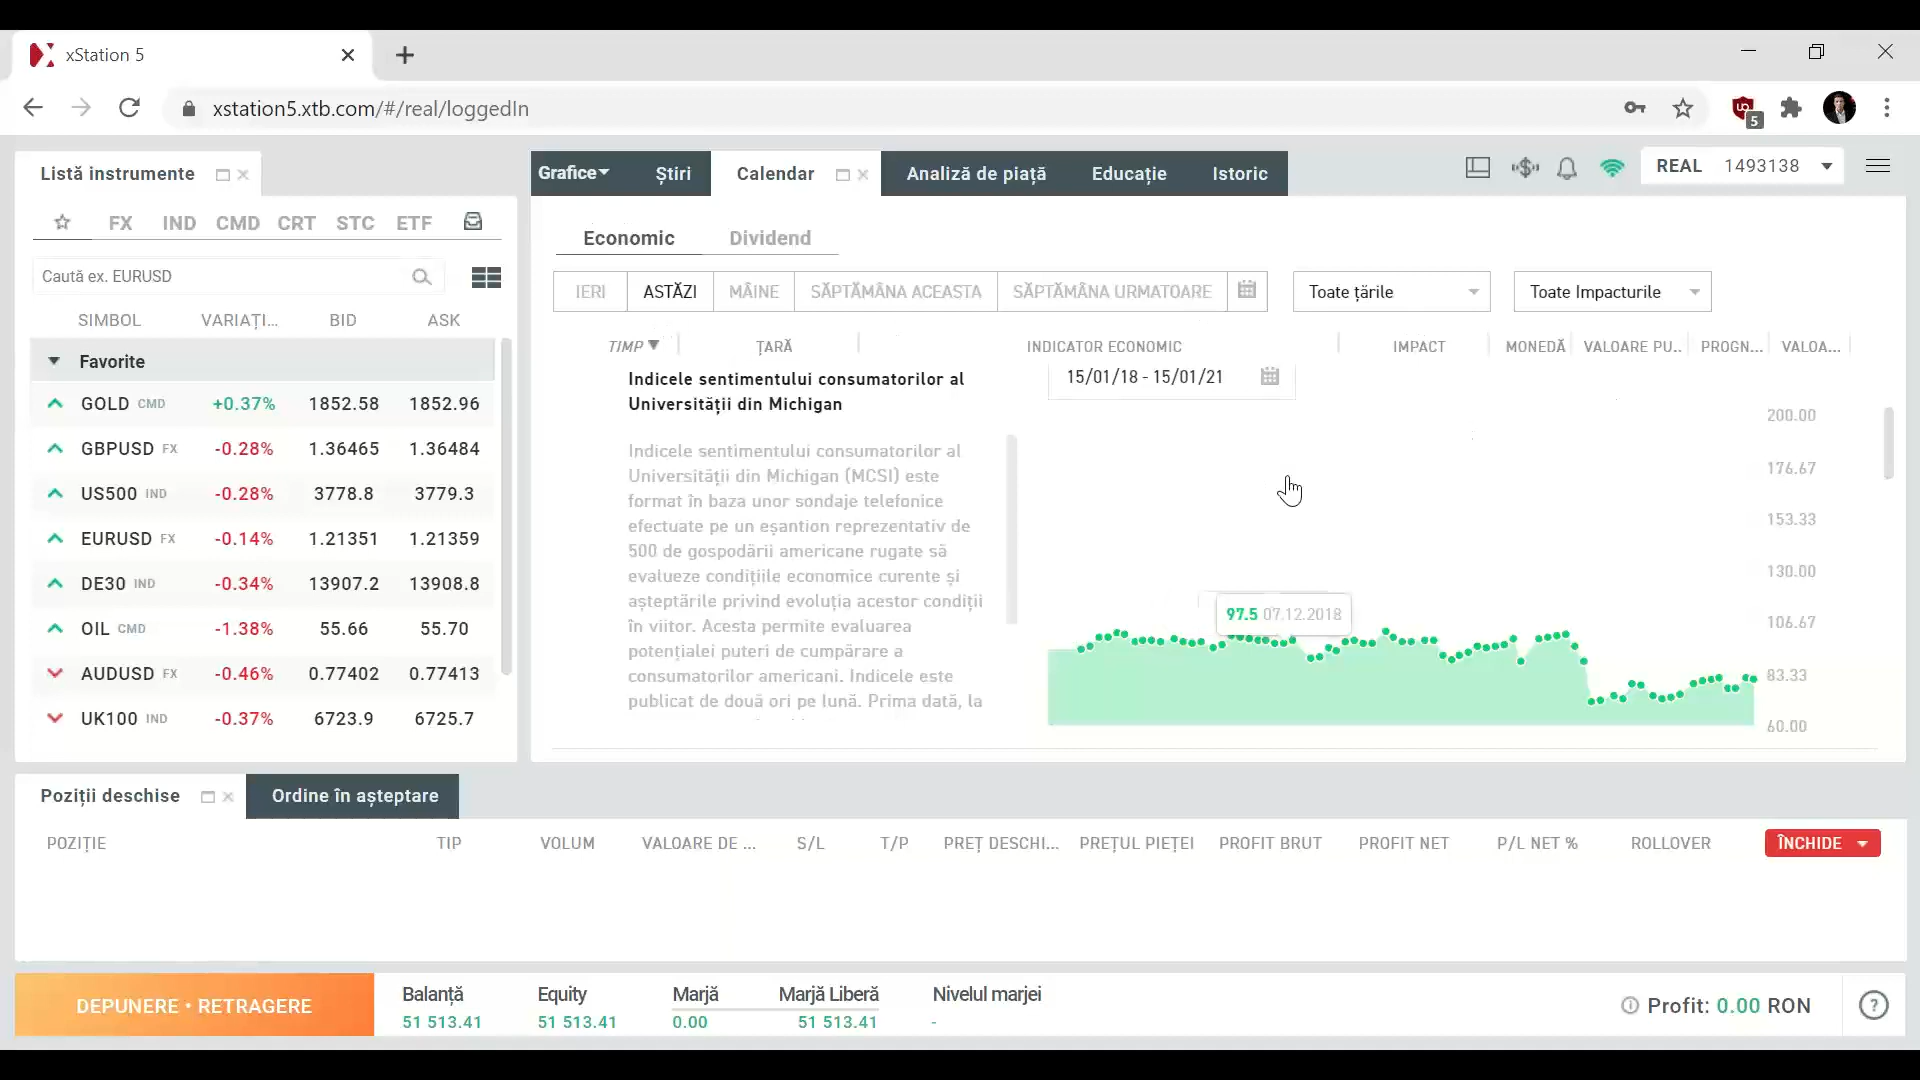 xStation 5
xstation5.xtb.com/#/real/loggedIn
5
Listă instrumente
FX IND CMD CRT STC ETF
Caută ex. EURUSD
SIMBOL VARIAȚI... BID ASK
Favorite
GOLD CMD +0.37% 1852.58 1852.96
GBPUSD FX -0.28% 1.36465 1.36484
US500 IND -0.28% 3778.8 3779.3
EURUSD FX -0.14% 1.21351 1.21359
DE30 IND -0.34% 13907.2 13908.8
OIL CMD -1.38% 55.66 55.70
AUDUSD FX -0.46% 0.77402 0.77413
UK100 IND -0.37% 6723.9 6725.7
Grafice Știri Calendar Analiză de piață Educație Istoric
REAL 1493138
Economic Dividend
IERI ASTĂZI MÂINE SĂPTĂMÂNA ACEASTA SĂPTĂMÂNA URMATOARE Toate țările Toate Impacturile
TIMP ȚARĂ INDICATOR ECONOMIC IMPACT MONEDĂ VALOARE PU.. PROGN... VALOA...
Indicele sentimentului consumatorilor al
Universității din Michigan
Indicele sentimentului consumatorilor al
Universității din Michigan (MCSI) este
format în baza unor sondaje telefonice
efectuate pe un eșantion reprezentativ de
500 de gospodării americane rugate să
evalueze condițiile economice curente și
așteptările privind evoluția acestor condiții
în viitor. Acesta permite evaluarea
potențialei puteri de cumpărare a
consumatorilor americani. Indicele este
publicat de două ori pe lună. Prima dată, la
15/01/18 - 15/01/21
200.00
176.67
153.33
130.00
106.67
83.33
60.00
97.5 07.12.2018
Poziții deschise Ordine în așteptare
POZIȚIE TIP VOLUM VALOARE DE ... S/L T/P PREȚ DESCHI... PREȚUL PIEȚEI PROFIT BRUT PROFIT NET P/L NET % ROLLOVER ÎNCHIDE
DEPUNERE • RETRAGERE
Balanță Equity Marjă Marjă Liberă Nivelul marjei
51 513.41 51 513.41 0.00 51 513.41 -
Profit: 0.00 RON